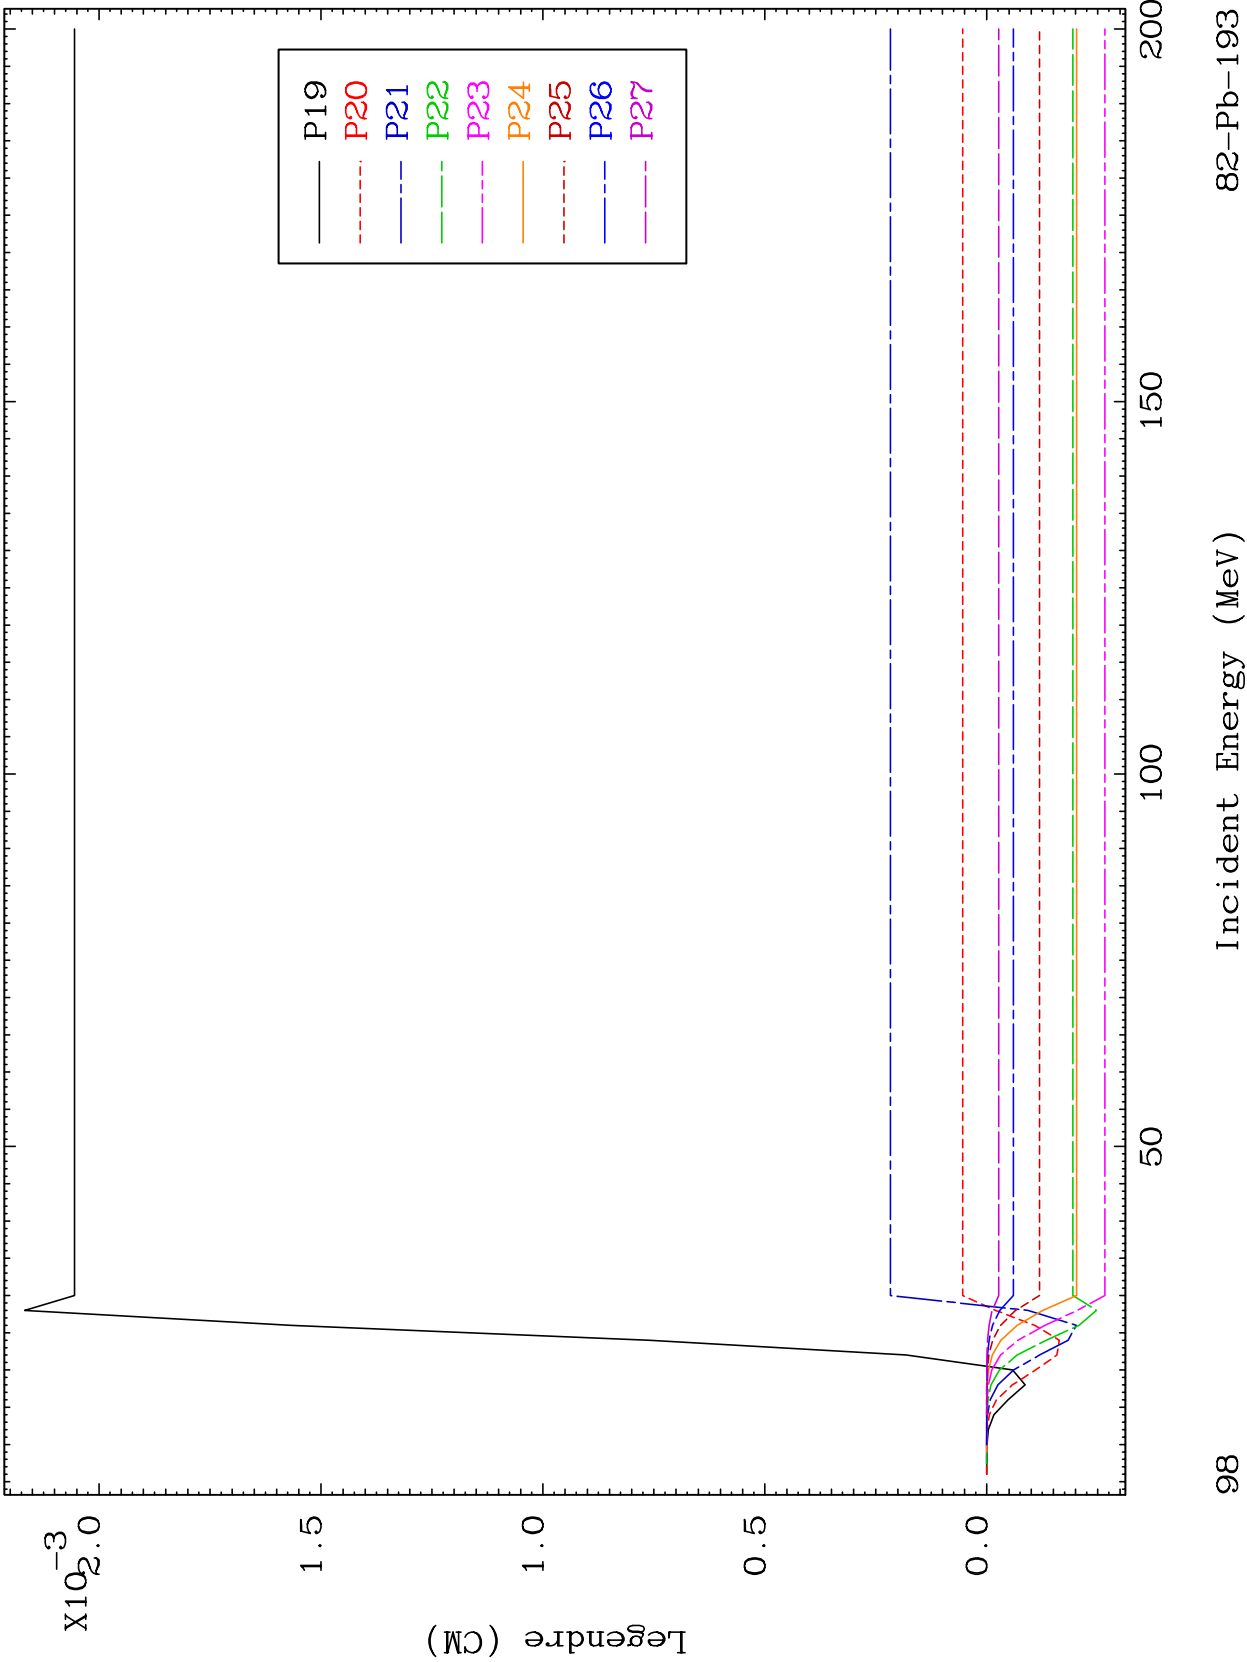 X10-3
2.0
1.5
1.0
0.5
0.0
Legendre (CM)
P19
P20
P21
P22
P23
P24
P25
P26
P27
50
100
150
200
Incident Energy (MeV)
98
82-Pb-193